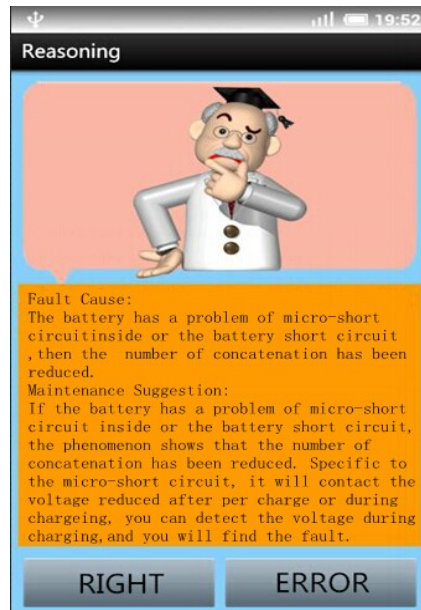 19:52
Reasoning
Fault Cause:
The battery has a problem of micro-short
circuitinside or the battery short circuit
,then the  number of concatenation has been
reduced.
Maintenance Suggestion:
If the battery has a problem of micro-short
circuit inside or the battery short circuit,
the phenomenon shows that the number of
concatenation has been reduced. Specific to
the micro-short circuit, it will contact the
voltage reduced after per charge or during
chargeing, you can detect the voltage during
charging,and you will find the fault.
RIGHT
ERROR